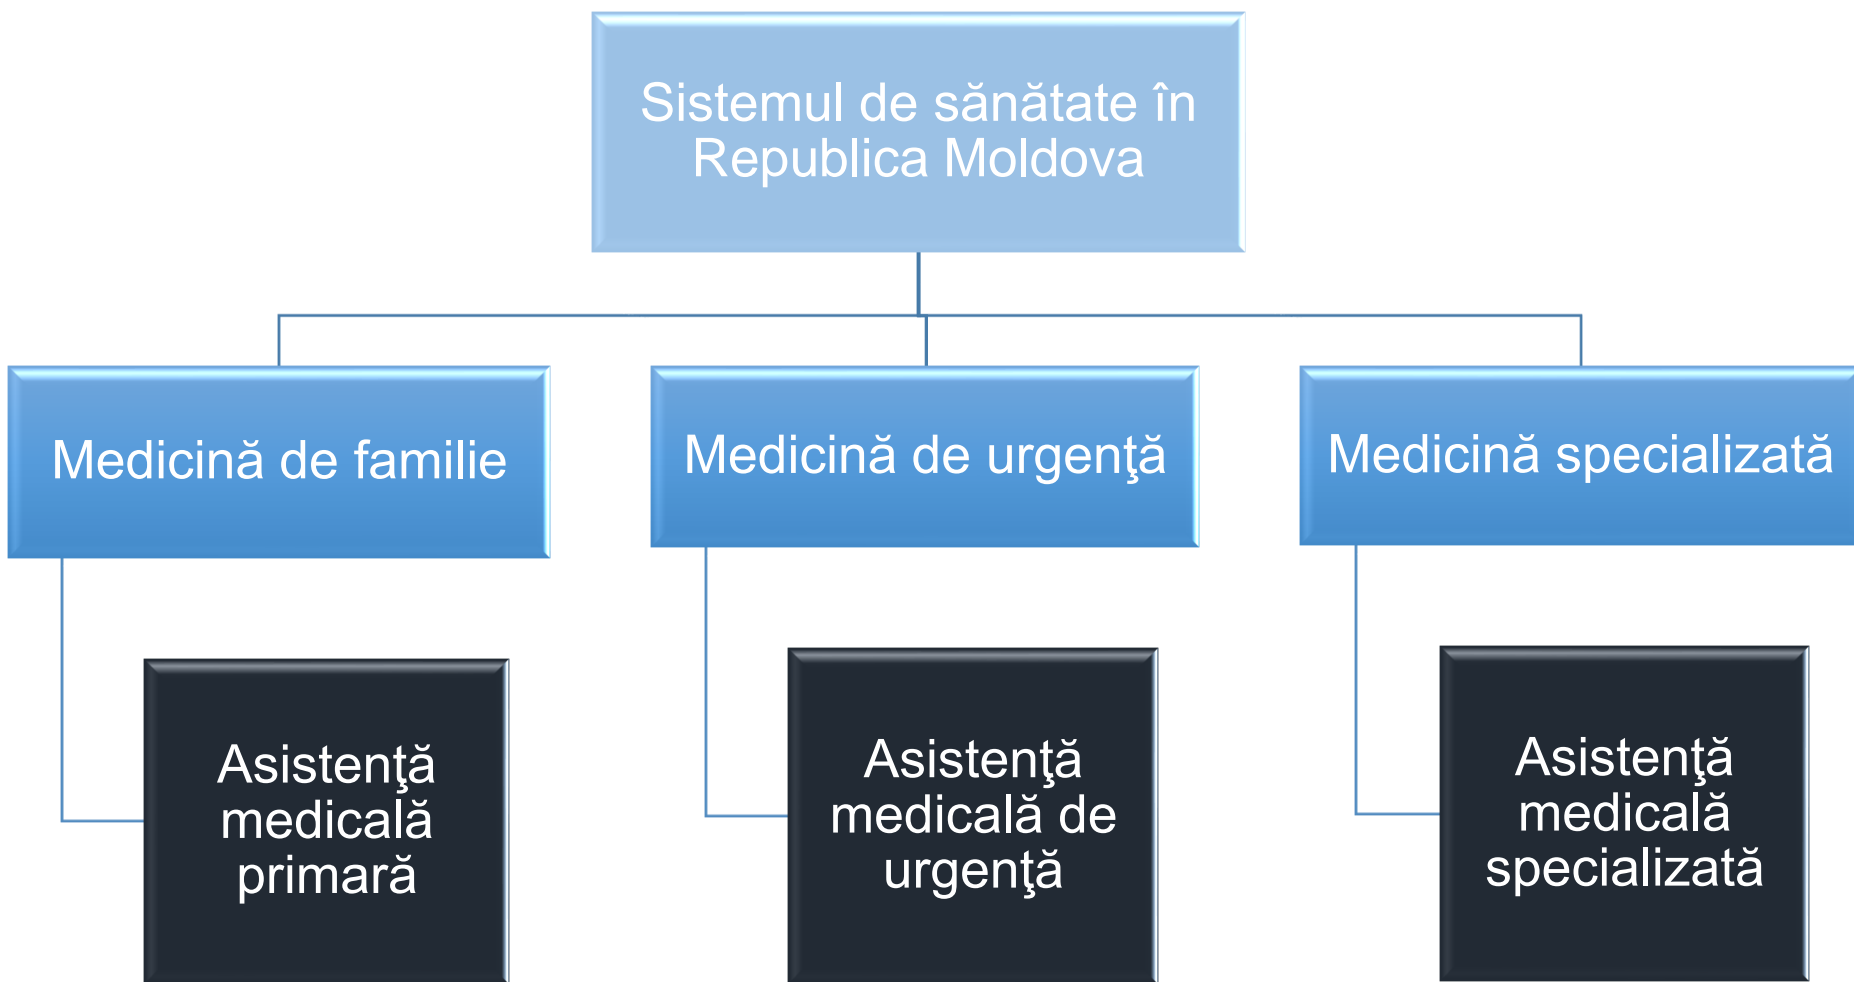 Sistemul de sănătate în
Republica Moldova
Medicină de familie
Medicină de urgenţă
Medicină specializată
Asistenţă
medicală
primară
Asistenţă
medicală de
urgenţă
Asistenţă
medicală
specializată